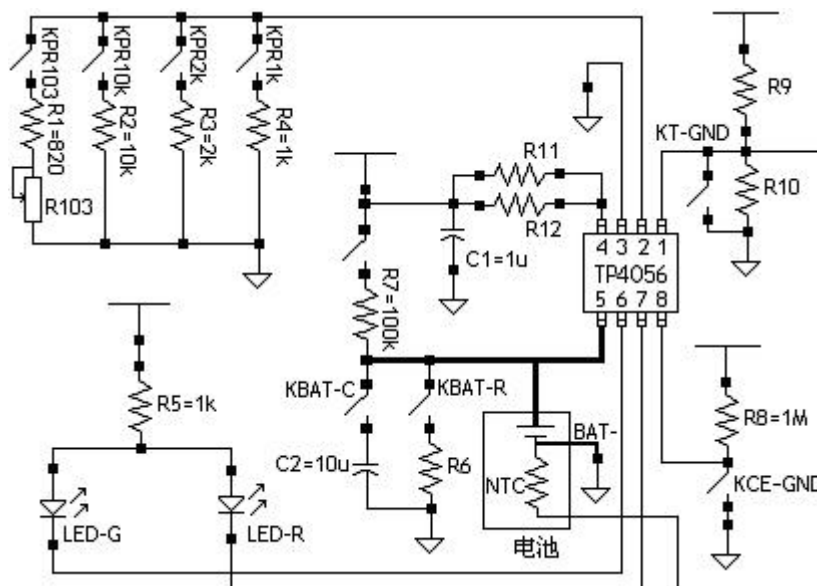 KPR103
KPR10k
KPR2k
KPR1k
R1=820
R2=10k
R3=2k
R4=1k
R103
R11
R12
C1=1u
R9
KT-GND
R10
4 3 2 1
TP4056
5 6 7 8
R7=100k
R5=1k
KBAT-C
KBAT-R
BAT-
R8=1M
C2=10u
R6
NTC
KCE-GND
LED-G
LED-R
电池